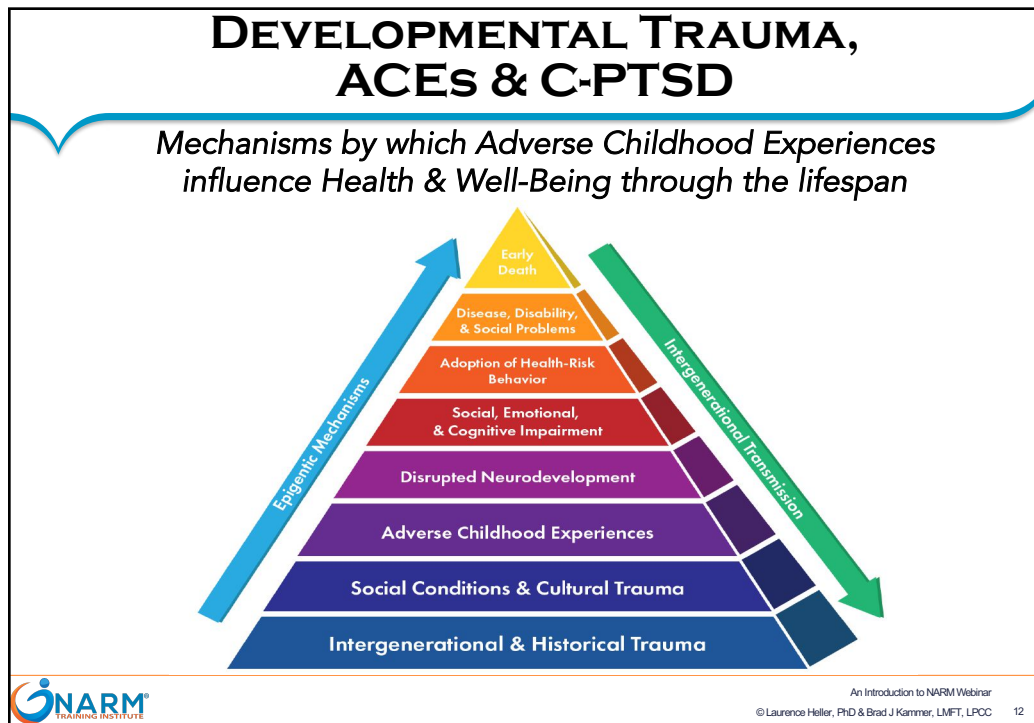 DEVELOPMENTAL TRAUMA,
ACES & C-PTSD
Mechanisms by which Adverse Childhood Experiences
influence Health & Well-Being through the lifespan
Early
Death
Disease, Disability,
& Social Problems
Adoption of Health-Risk
Behavior
Social, Emotional,
& Cognitive Impairment
Disrupted Neurodevelopment
Adverse Childhood Experiences
Social Conditions & Cultural Trauma
Intergenerational & Historical Trauma
Epigentic Mechanisms
Intergenerational Transmission
NARM®
TRAINING INSTITUTE
An Introduction to NARM Webinar
© Laurence Heller, PhD & Brad J Kammer, LMFT, LPCC 12